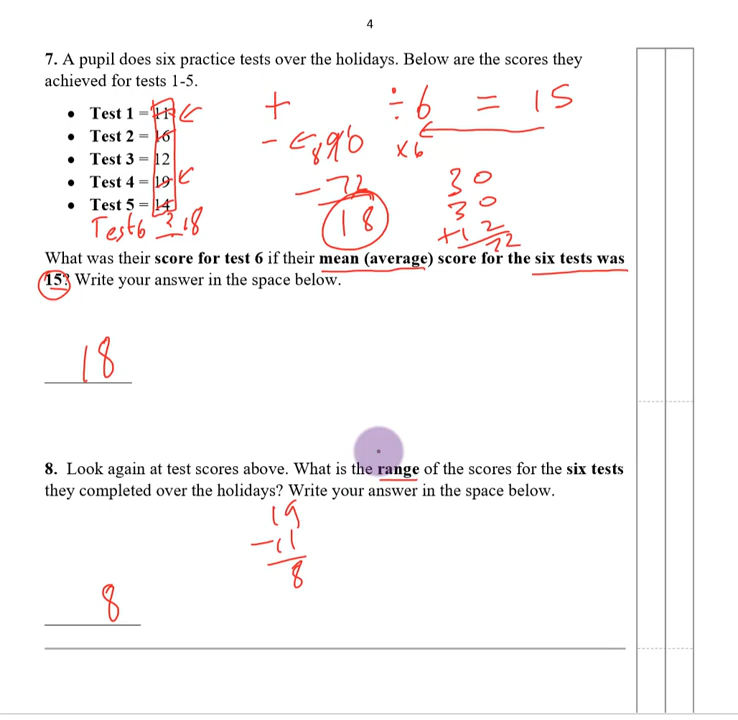 4
7. A pupil does six practice tests over the holidays. Below are the scores they
achieved for tests 1-5.
• Test 1 = 11
• Test 2 = 16
• Test 3 = 12
• Test 4 = 19
• Test 5 = 14
Test 6 = 18
+ ÷ 6 = 15
90 x 6
- 72
18
30
30
+12
72
What was their score for test 6 if their mean (average) score for the six tests was
15? Write your answer in the space below.
18
8. Look again at test scores above. What is the range of the scores for the six tests
they completed over the holidays? Write your answer in the space below.
19
-11
8
8